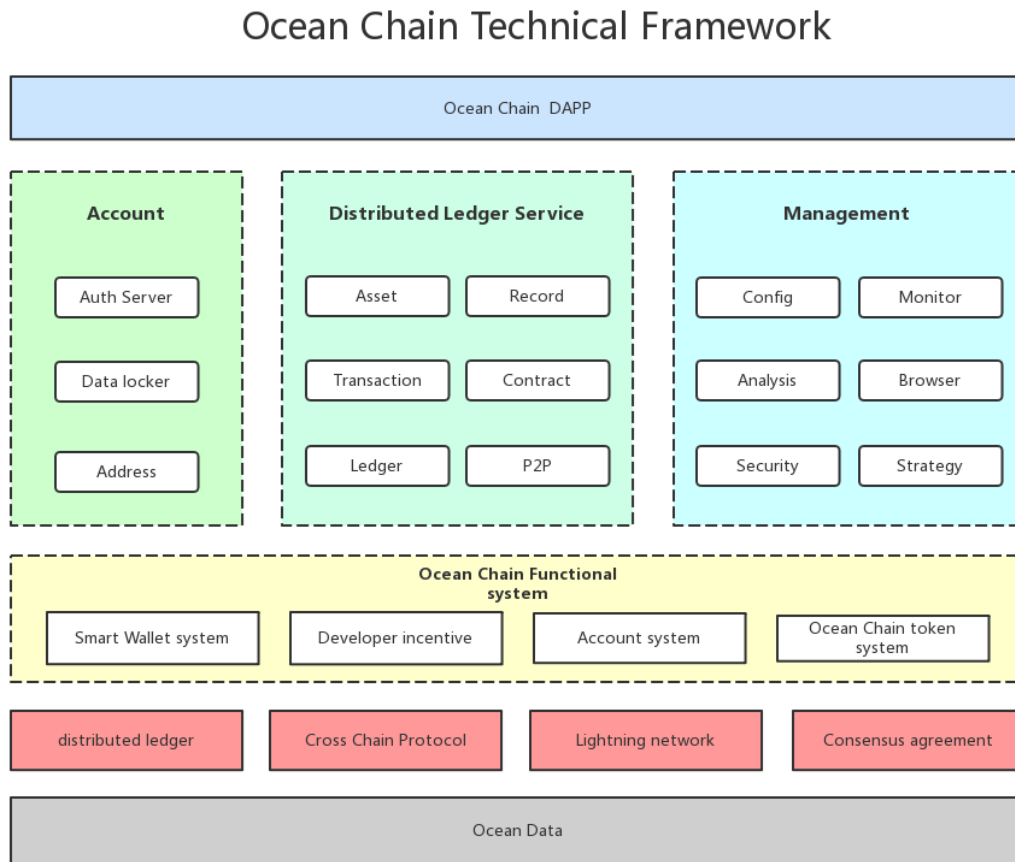 Ocean Chain Technical Framework
Ocean Chain DAPP
Account
Auth Server
Data locker
Address
Distributed Ledger Service
Asset
Record
Transaction
Contract
Ledger
P2P
Management
Config
Monitor
Analysis
Browser
Security
Strategy
Ocean Chain Functional
system
Smart Wallet system
Developer incentive
Account system
Ocean Chain token
system
distributed ledger
Cross Chain Protocol
Lightning network
Consensus agreement
Ocean Data